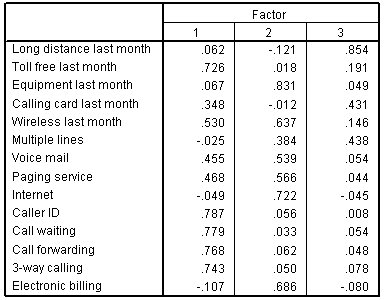 Factor
1 2 3
Long distance last month .062 -.121 .854
Toll free last month .726 .018 .191
Equipment last month .067 .831 .049
Calling card last month .348 -.012 .431
Wireless last month .530 .637 .146
Multiple lines -.025 .384 .438
Voice mail .455 .539 .054
Paging service .468 .566 .044
Internet -.049 .722 -.045
Caller ID .787 .056 .008
Call waiting .779 .033 .054
Call forwarding .768 .062 .048
3-way calling .743 .050 .078
Electronic billing -.107 .686 -.080